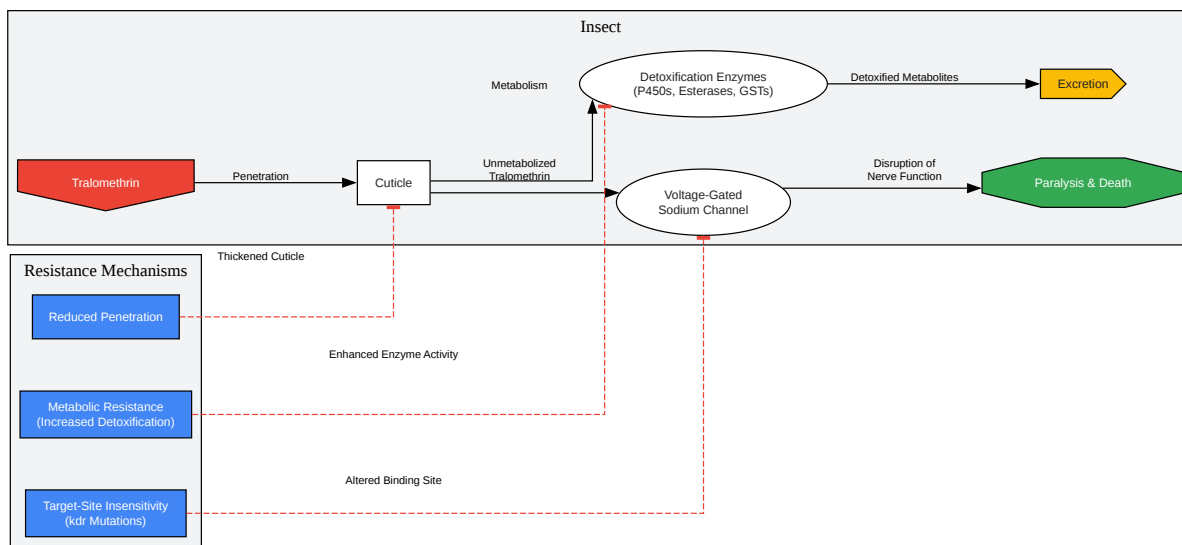 Insect
Metabolism
Detoxification Enzymes
(P450s, Esterases, GSTs)
Detoxified Metabolites
Excretion
Tralomethrin
Penetration
Cuticle
Unmetabolized
Tralomethrin
Voltage-Gated
Sodium Channel
Disruption of
Nerve Function
Paralysis & Death
Thickened Cuticle
Resistance Mechanisms
Reduced Penetration
Enhanced Enzyme Activity
Metabolic Resistance
(Increased Detoxification)
Altered Binding Site
Target-Site Insensitivity
(kdr Mutations)